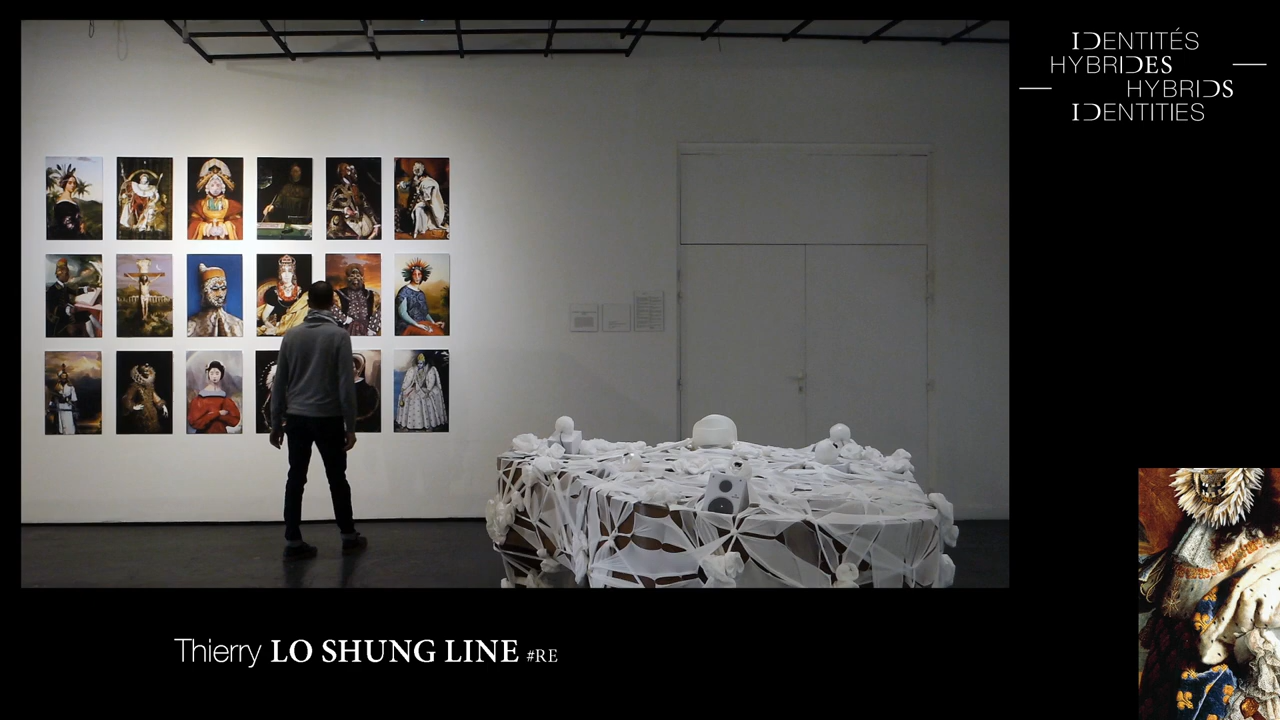 IDENTITÉS
HYBRIDES
HYBRIDS
IDENTITIES
Thierry LO SHUNG LINE #RE